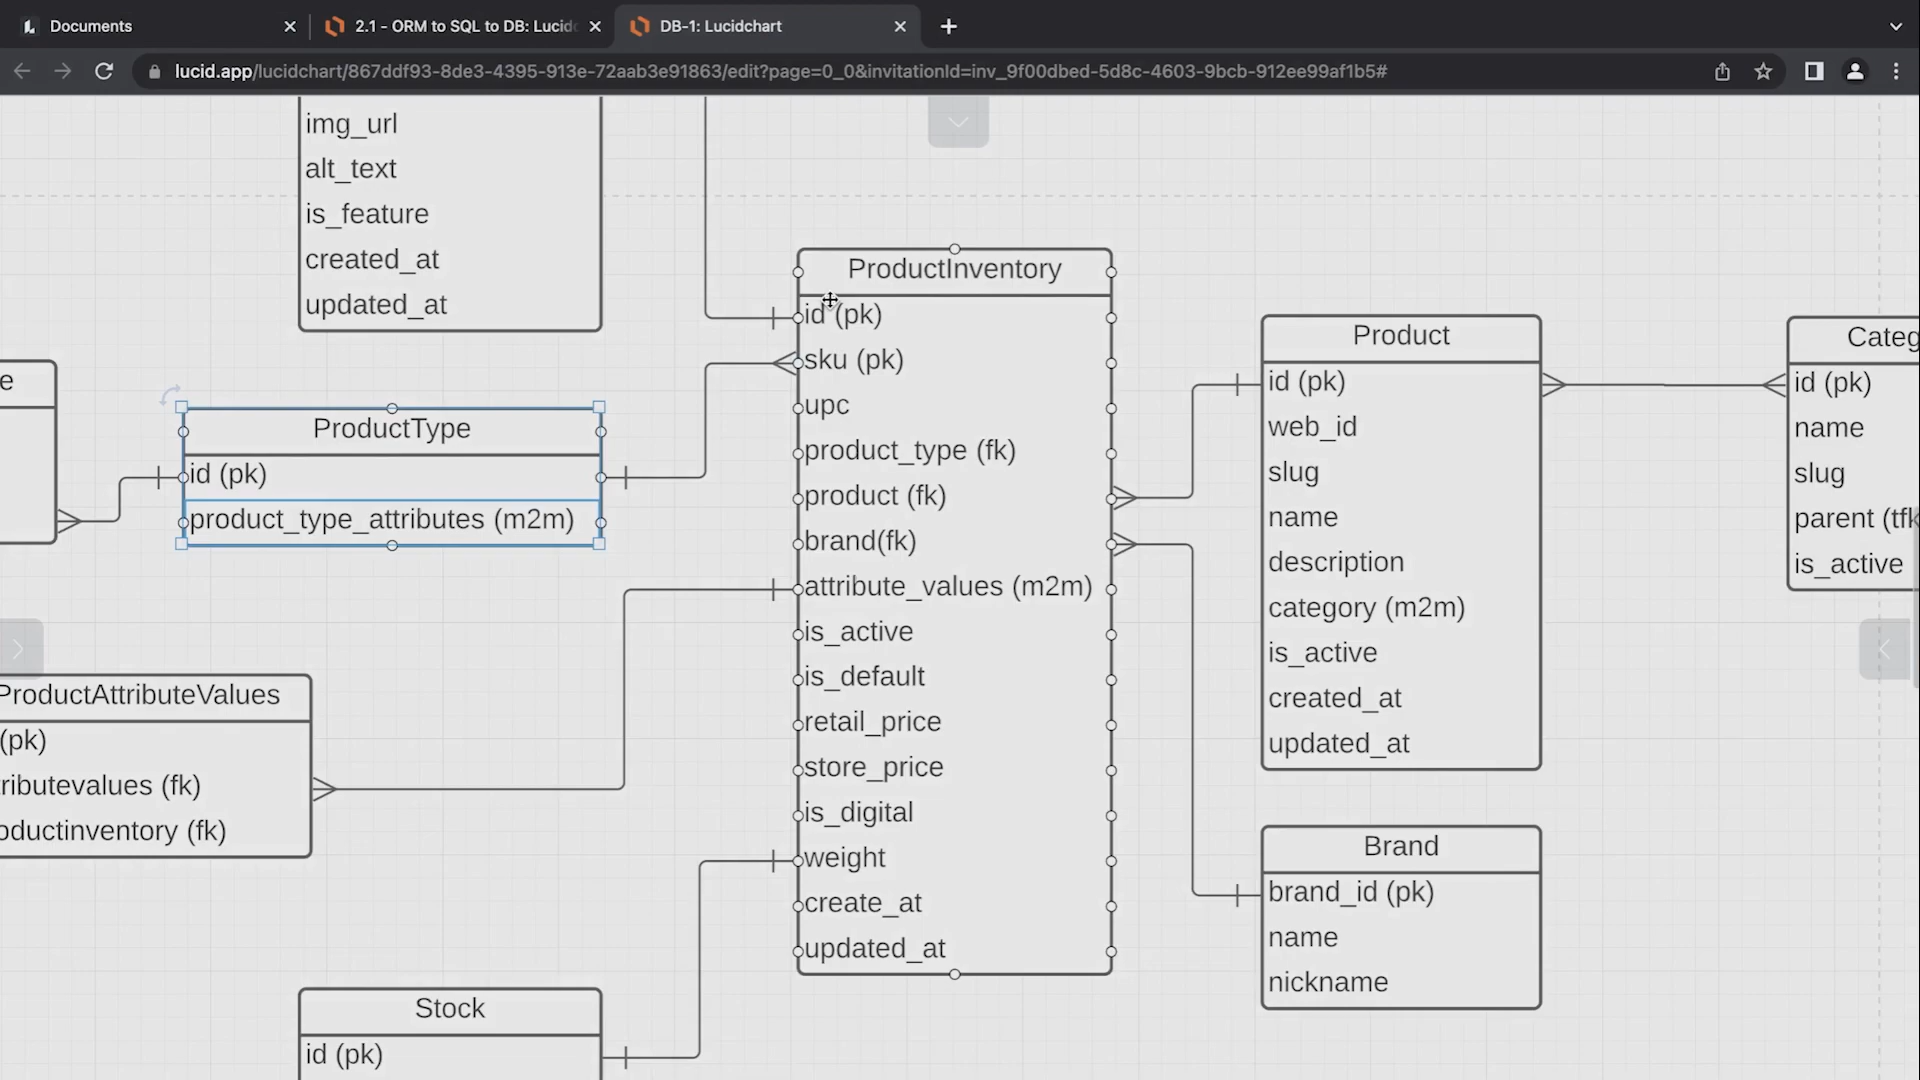 Documents
2.1 - ORM to SQL to DB: Lucid
DB-1: Lucidchart
lucid.app/lucidchart/867ddf93-8de3-4395-913e-72aab3e91863/edit?page=0_0&invitationId=inv_9f00dbed-5d8c-4603-9bcb-912ee99af1b5#
img_url
alt_text
is_feature
created_at
updated_at
e
ProductType
id (pk)
product_type_attributes (m2m)
ProductAttributeValues
(pk)
ributevalues (fk)
oductinventory (fk)
Stock
id (pk)
ProductInventory
id (pk)
sku (pk)
upc
product_type (fk)
product (fk)
brand(fk)
attribute_values (m2m)
is_active
is_default
retail_price
store_price
is_digital
weight
create_at
updated_at
Product
id (pk)
web_id
slug
name
description
category (m2m)
is_active
created_at
updated_at
Brand
brand_id (pk)
name
nickname
Categ
id (pk)
name
slug
parent (tfk
is_active